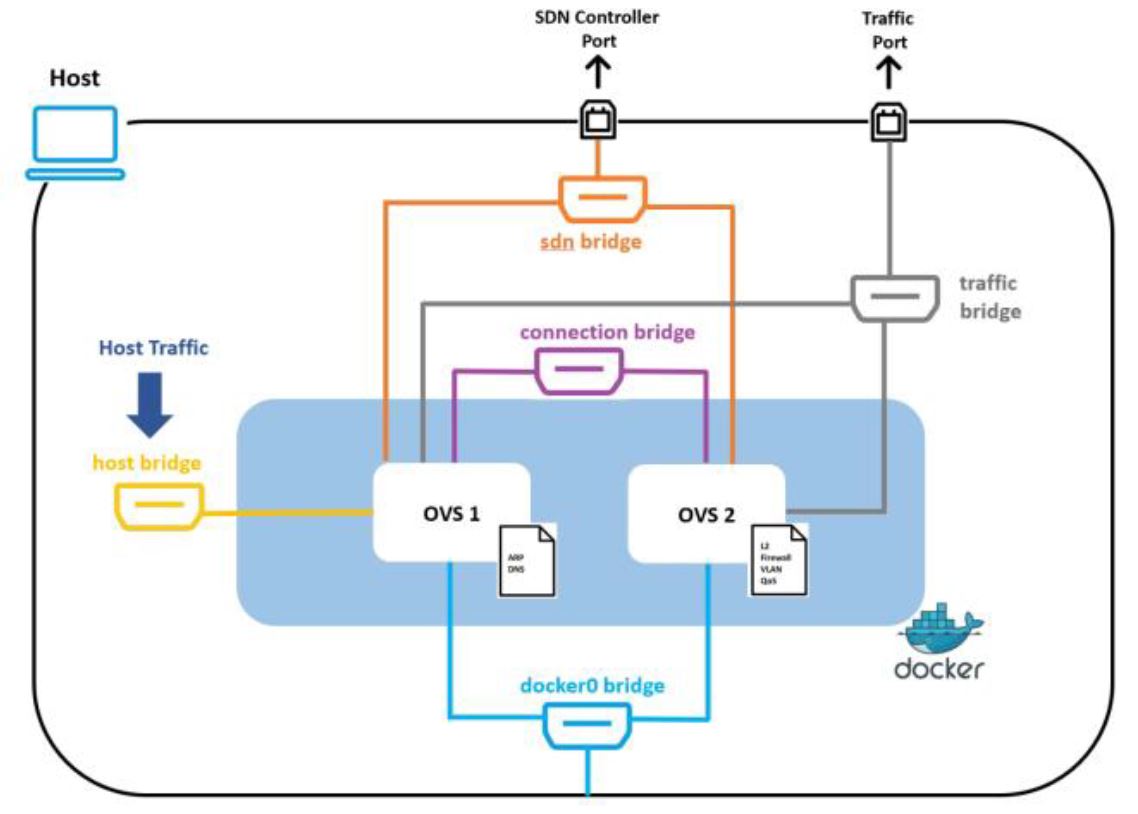 SDN Controller
Port
Traffic
Port
Host
sdn bridge
traffic
bridge
connection bridge
Host Traffic
host bridge
OVS 1
OVS 2
ARP
DNS
L2
Firewall
VLAN
QoS
docker
docker0 bridge